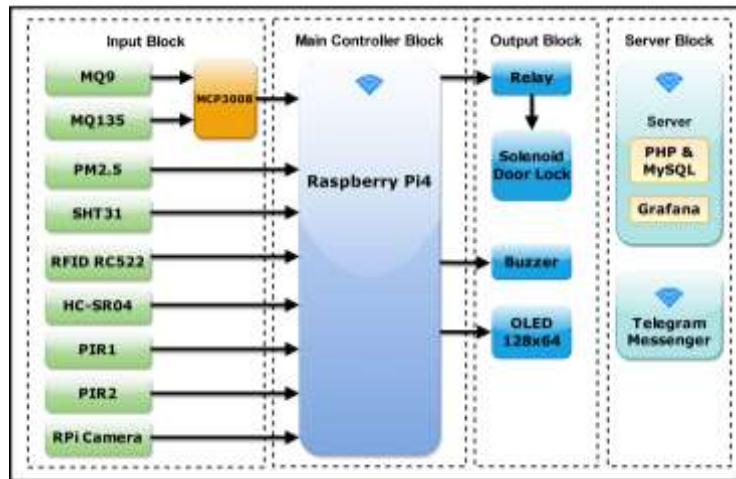 Input Block
Main Controller Block
Output Block
Server Block
MQ9
MQ135
MCP3008
PM2.5
SHT31
RFID RC522
HC-SR04
PIR1
PIR2
RPi Camera
Raspberry Pi4
Relay
Solenoid
Door Lock
Buzzer
OLED
128x64
Server
PHP &
MySQL
Grafana
Telegram
Messenger